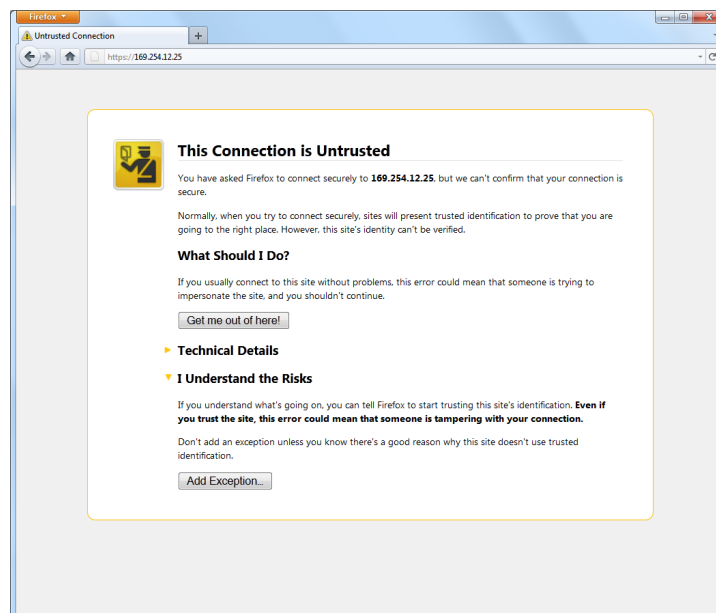 Firefox
Untrusted Connection
https://169.254.12.25
This Connection is Untrusted
You have asked Firefox to connect securely to 169.254.12.25, but we can't confirm that your connection is
secure.
Normally, when you try to connect securely, sites will present trusted identification to prove that you are
going to the right place. However, this site's identity can't be verified.
What Should I Do?
If you usually connect to this site without problems, this error could mean that someone is trying to
impersonate the site, and you shouldn't continue.
Get me out of here!
Technical Details
I Understand the Risks
If you understand what's going on, you can tell Firefox to start trusting this site's identification. Even if
you trust the site, this error could mean that someone is tampering with your connection.
Don't add an exception unless you know there's a good reason why this site doesn't use trusted
identification.
Add Exception...